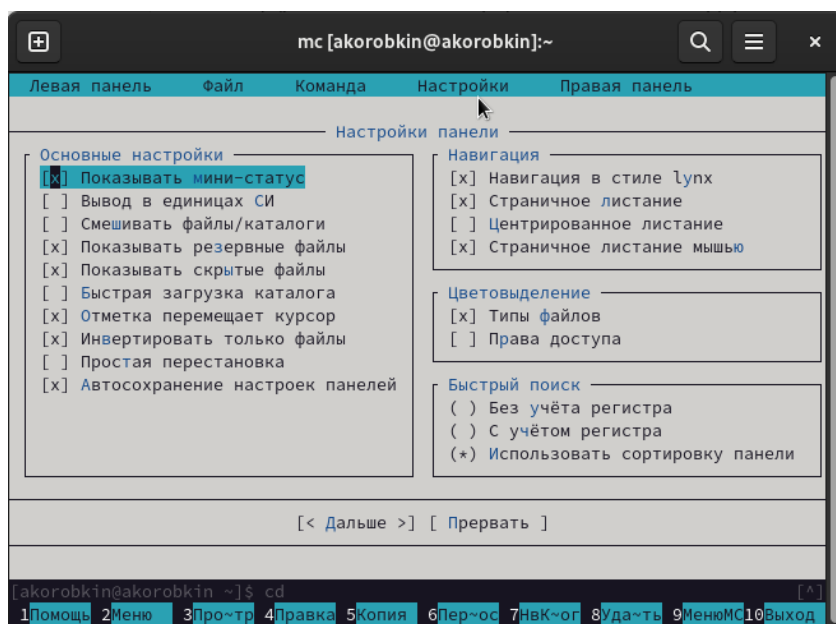 mc [akorobkin@akorobkin]:~
Левая панель Файл Команда Настройки Правая панель
Настройки панели
Основные настройки
[x] Показывать мини-статус
[ ] Вывод в единицах СИ
[ ] Смешивать файлы/каталоги
[x] Показывать резервные файлы
[x] Показывать скрытые файлы
[ ] Быстрая загрузка каталога
[x] Отметка перемещает курсор
[x] Инвертировать только файлы
[ ] Простая перестановка
[x] Автосохранение настроек панелей
Навигация
[x] Навигация в стиле lynx
[x] Страничное листание
[ ] Центрированное листание
[x] Страничное листание мышью
Цветовыделение
[x] Типы файлов
[ ] Права доступа
Быстрый поиск
( ) Без учёта регистра
( ) С учётом регистра
(*) Использовать сортировку панели
[< Дальше >] [ Прервать ]
[akorobkin@akorobkin ~]$ cd [^]
1Помощь 2Меню 3Про~тр 4Правка 5Копия 6Пер~ос 7НвК~ог 8Уда~ть 9МенюMC 10Выход